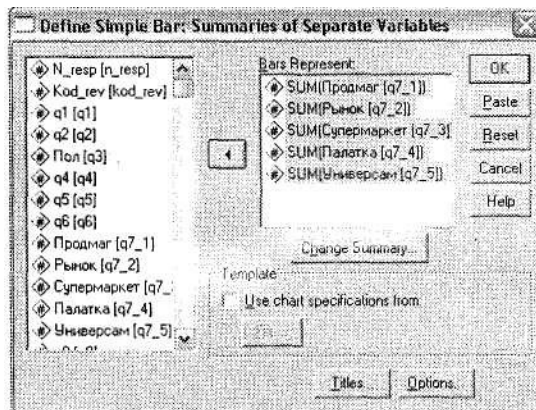 Define Simple Bar: Summaries of Separate Variables
N_resp [n_resp]
Kod_rev [kod_rev]
q1 [q1]
q2 [q2]
Пол [q3]
q4 [q4]
q5 [q5]
q6 [q6]
Продмаг [q7_1]
Рынок [q7_2]
Супермаркет [q7_
Палатка [q7_4]
Универсам [q7_5]
Bars Represent:
SUM(Продмаг [q7_1])
SUM(Рынок [q7_2])
SUM(Супермаркет [q7_3]
SUM(Палатка [q7_4])
SUM(Универсам [q7_5])
Change Summary...
Template
Use chart specifications from
OK
Paste
Reset
Cancel
Help
Titles...
Options...